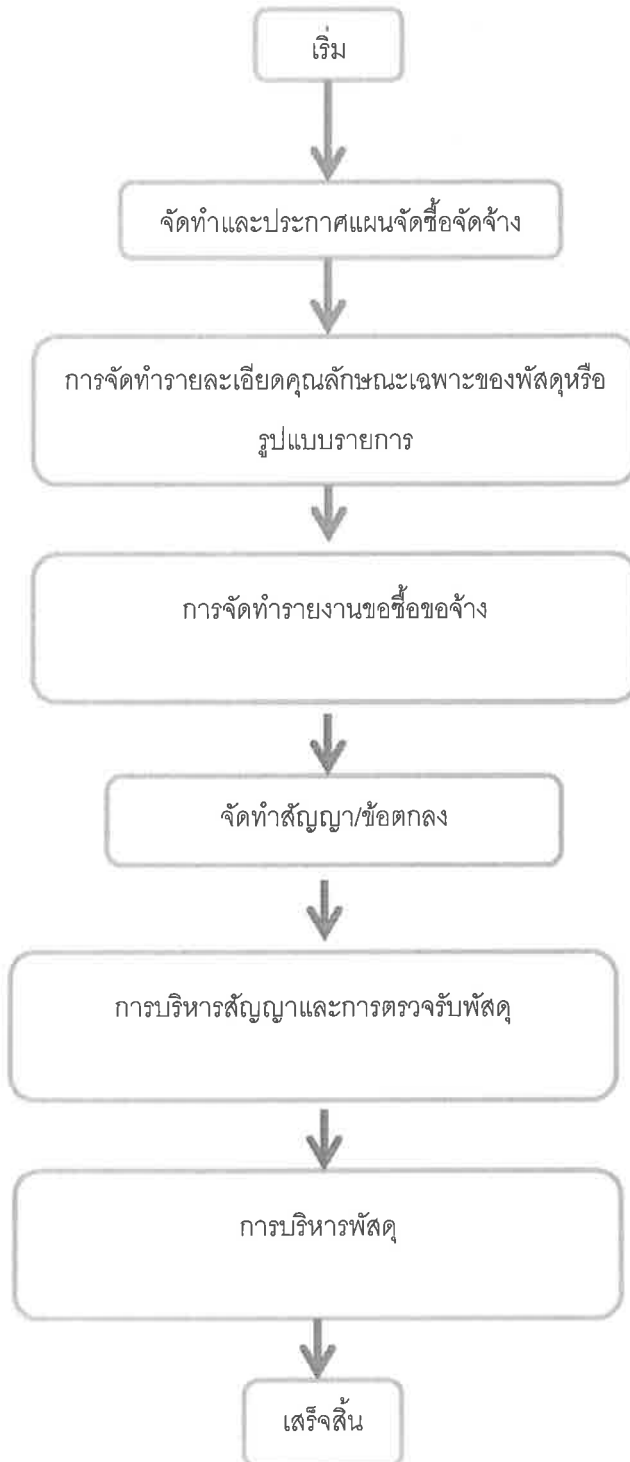 เริ่ม
จัดทำและประกาศแผนจัดซื้อจัดจ้าง
การจัดทำรายละเอียดคุณลักษณะเฉพาะของพัสดุหรือ
รูปแบบรายการ
การจัดทำรายงานขอซื้อขอจ้าง
จัดทำสัญญา/ข้อตกลง
การบริหารสัญญาและการตรวจรับพัสดุ
การบริหารพัสดุ
เสร็จสิ้น